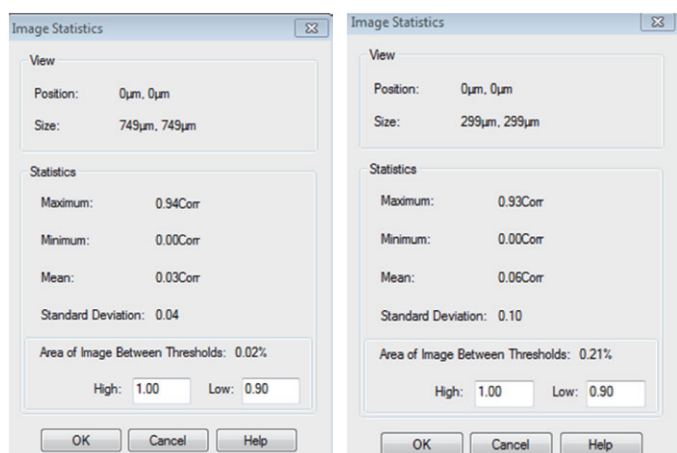 Image Statistics
View
Position: 0µm, 0µm
Size: 749µm, 749µm
Statistics
Maximum: 0.94Corr
Minimum: 0.00Corr
Mean: 0.03Corr
Standard Deviation: 0.04
Area of Image Between Thresholds: 0.02%
High: 1.00 Low: 0.90
OK Cancel Help
Image Statistics
View
Position: 0µm, 0µm
Size: 299µm, 299µm
Statistics
Maximum: 0.93Corr
Minimum: 0.00Corr
Mean: 0.06Corr
Standard Deviation: 0.10
Area of Image Between Thresholds: 0.21%
High: 1.00 Low: 0.90
OK Cancel Help